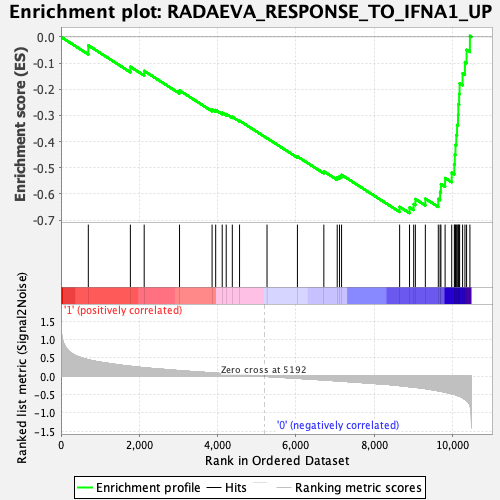 Enrichment plot: RADAEVA_RESPONSE_TO_IFNA1_UP
Enrichment score (ES)
0.0
-0.1
-0.2
-0.3
-0.4
-0.5
-0.6
-0.7
Ranked list metric (Signal2Noise)
1.5
1.0
0.5
0.0
-0.5
-1.0
-1.5
'1' (positively correlated)
Zero cross at 5192
'0' (negatively correlated)
0 2,000 4,000 6,000 8,000 10,000
Rank in Ordered Dataset
Enrichment profile Hits Ranking metric scores